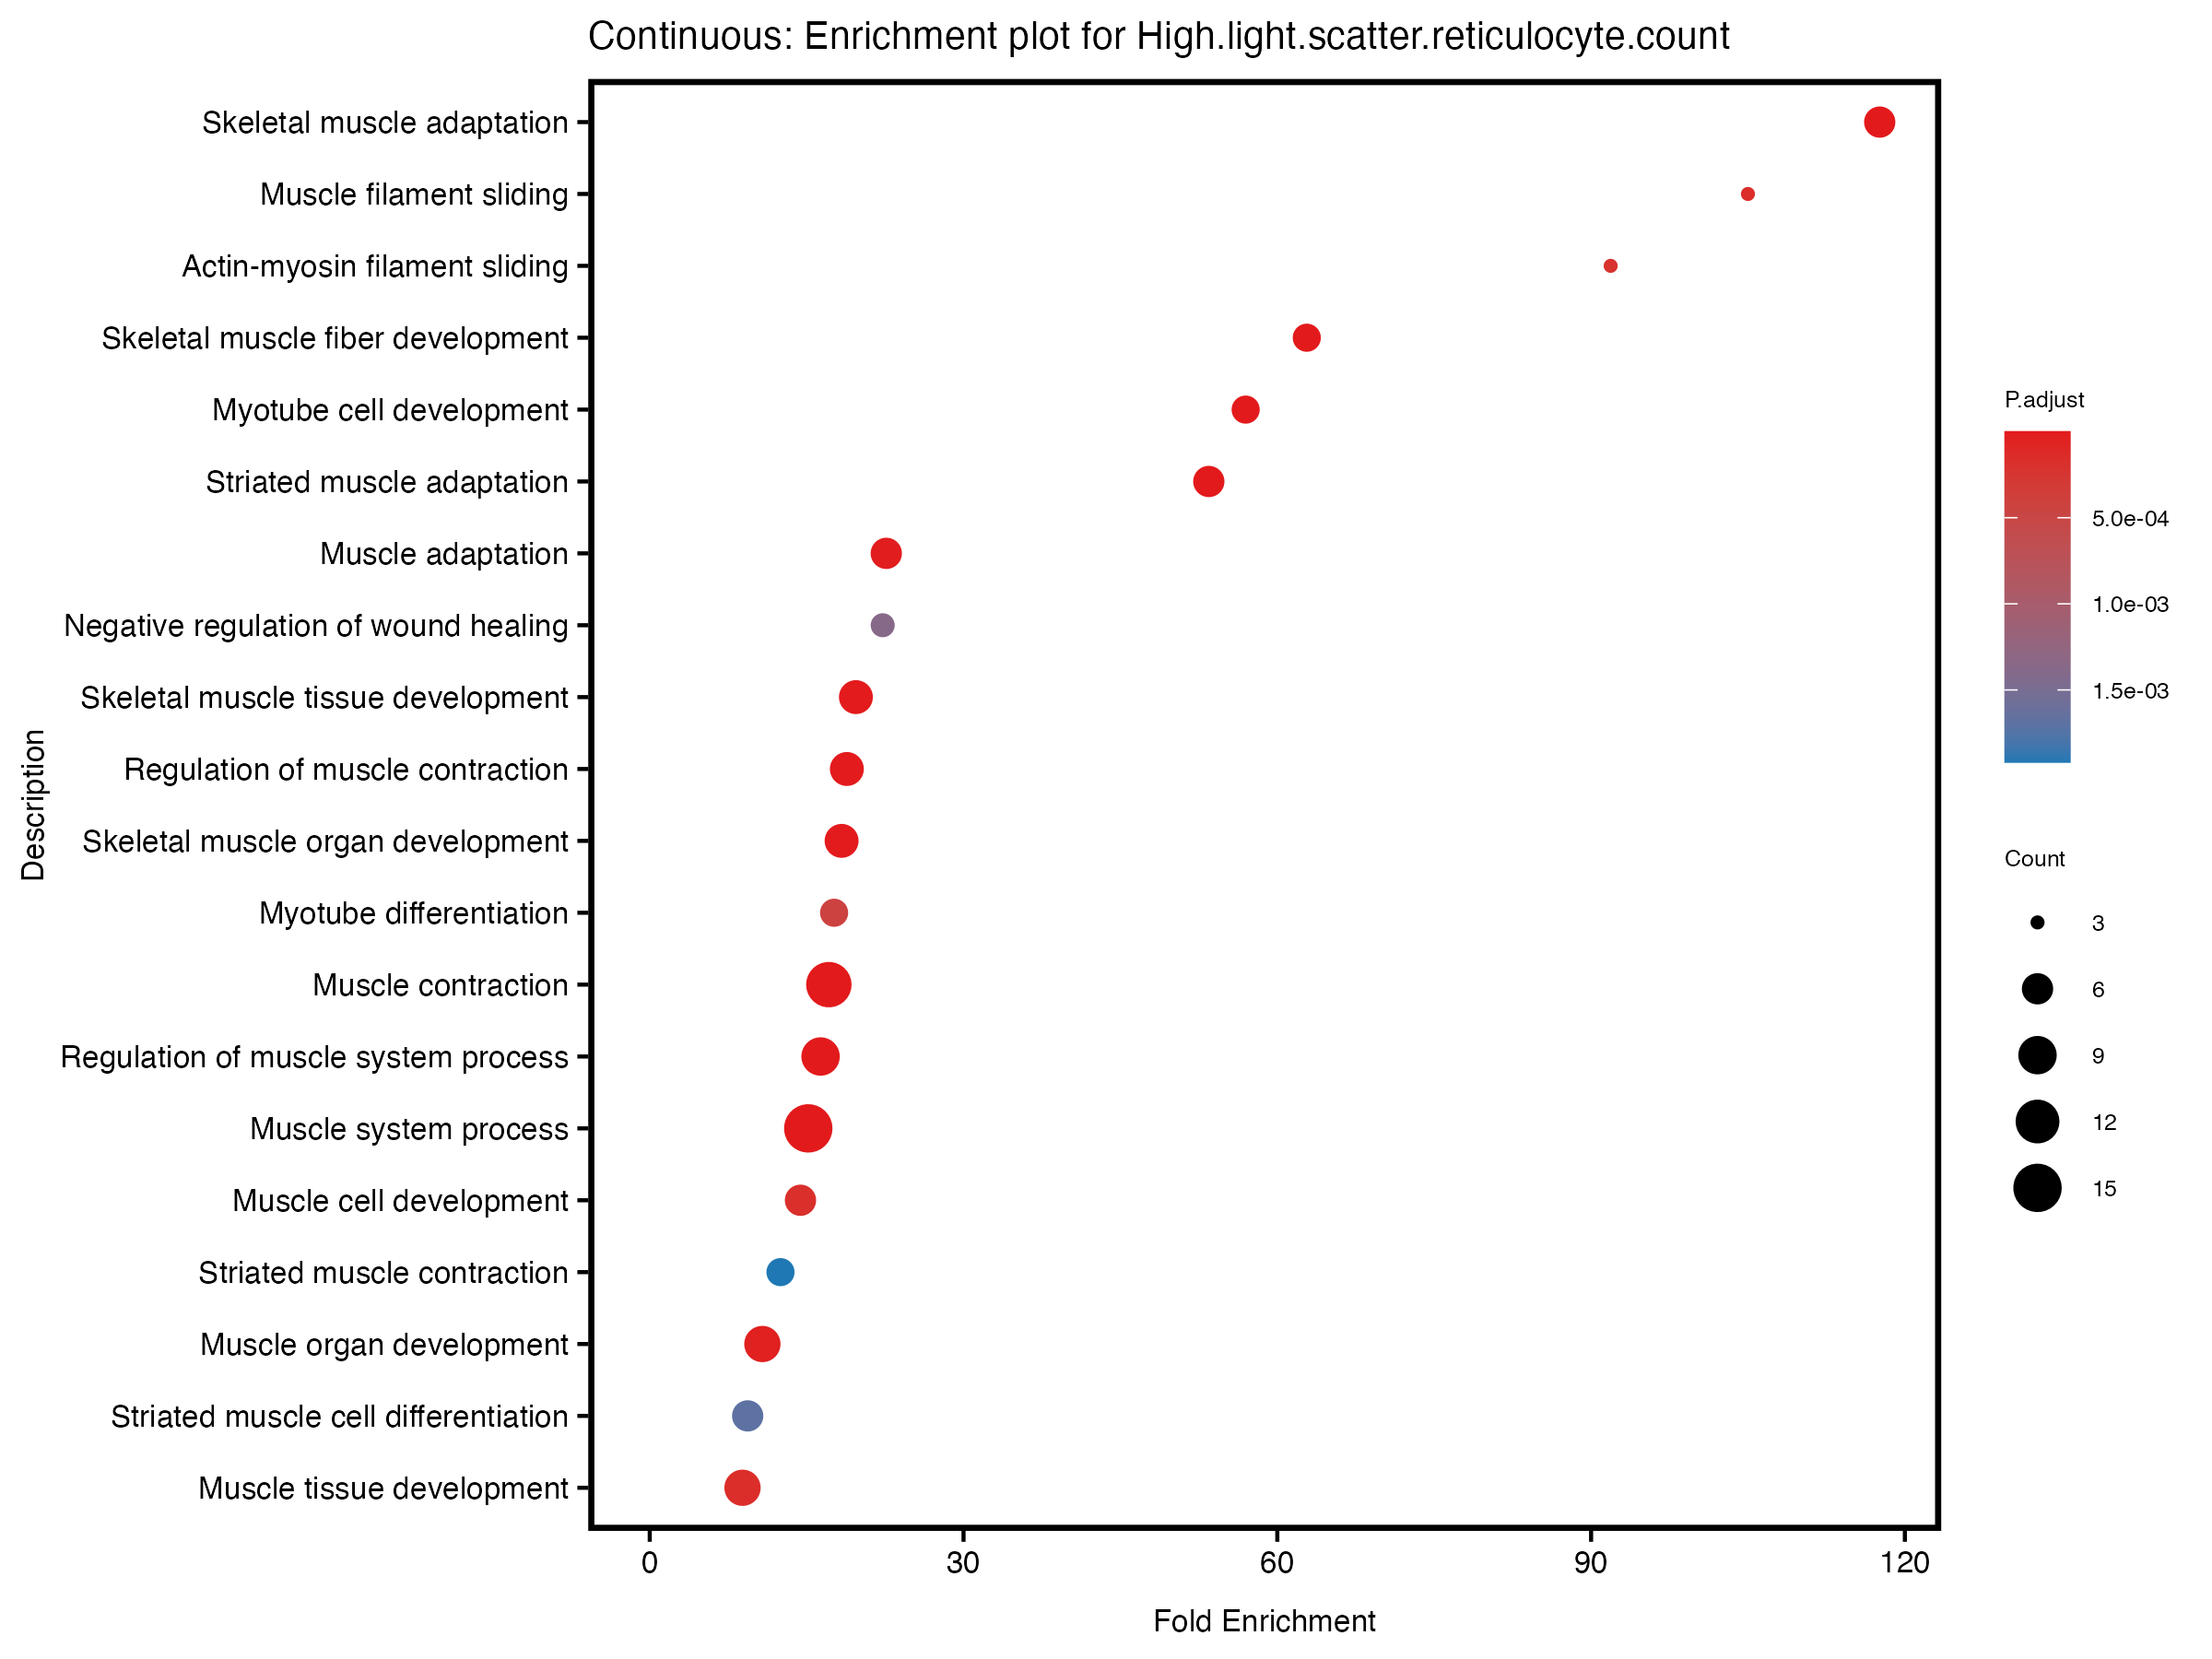 Continuous: Enrichment plot for High.light.scatter.reticulocyte.count
Skeletal muscle adaptation
Muscle filament sliding
Actin-myosin filament sliding
Skeletal muscle fiber development
Myotube cell development
Striated muscle adaptation
Muscle adaptation
Negative regulation of wound healing
Skeletal muscle tissue development
Regulation of muscle contraction
Skeletal muscle organ development
Myotube differentiation
Muscle contraction
Regulation of muscle system process
Muscle system process
Muscle cell development
Striated muscle contraction
Muscle organ development
Striated muscle cell differentiation
Muscle tissue development
Description
0 30 60 90 120
Fold Enrichment
P.adjust
5.0e-04
1.0e-03
1.5e-03
Count
3
6
9
12
15